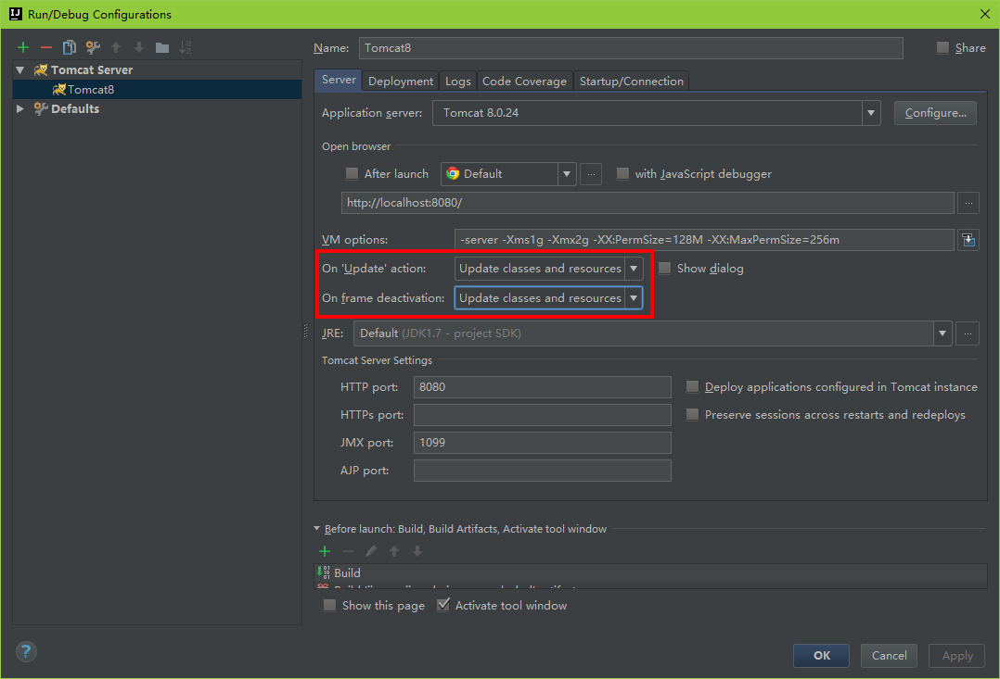 Run/Debug Configurations
Tomcat Server
Tomcat8
Defaults
Name: Tomcat8 Share
Server Deployment Logs Code Coverage Startup/Connection
Application server: Tomcat 8.0.24 Configure...
Open browser
After launch Default ... with JavaScript debugger
http://localhost:8080/ ...
VM options: -server -Xms1g -Xmx2g -XX:PermSize=128M -XX:MaxPermSize=256m
On 'Update' action: Update classes and resources Show dialog
On frame deactivation: Update classes and resources
JRE: Default (JDK1.7 - project SDK) ...
Tomcat Server Settings
HTTP port: 8080 Deploy applications configured in Tomcat instance
HTTPs port: Preserve sessions across restarts and redeploys
JMX port: 1099
AJP port:
Before launch: Build, Build Artifacts, Activate tool window
Build
Show this page Activate tool window
? OK Cancel Apply